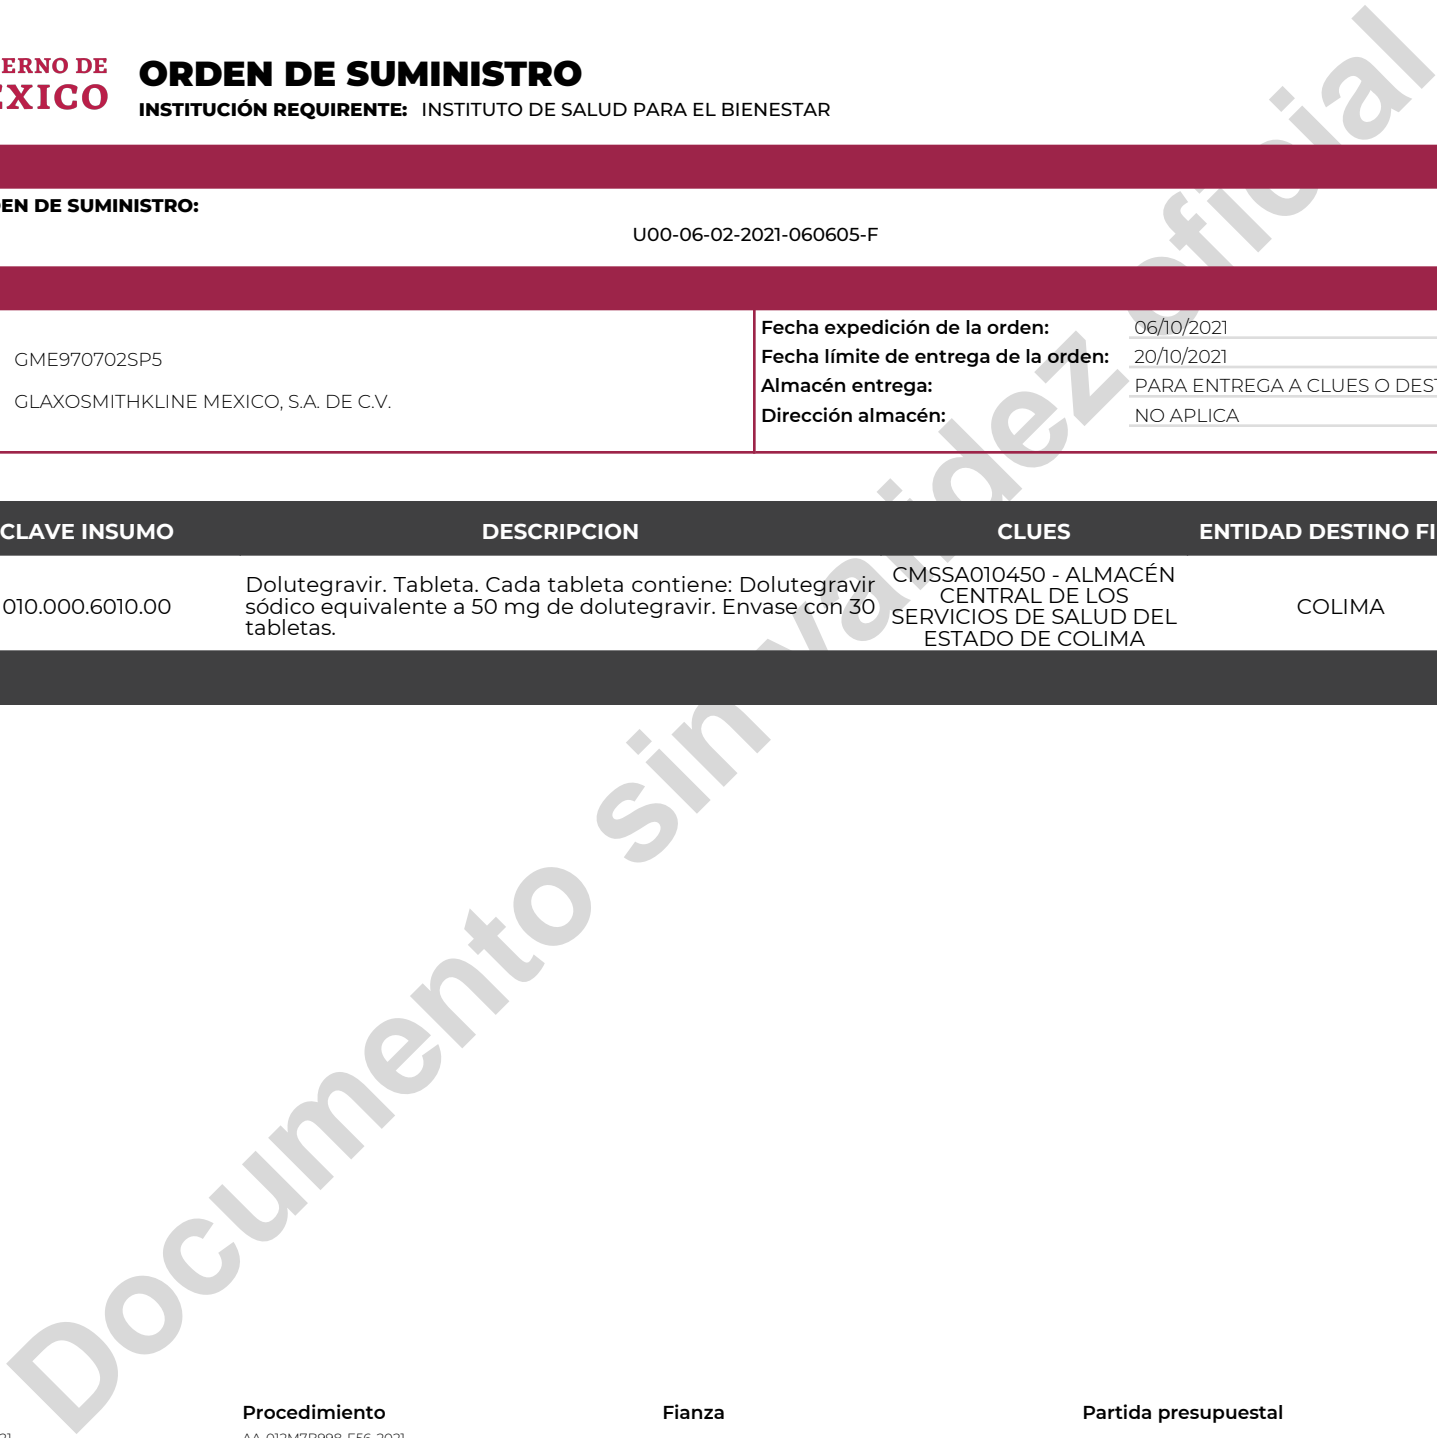 ERNO DE
EXICO
ORDEN DE SUMINISTRO
INSTITUCIÓN REQUIRENTE: INSTITUTO DE SALUD PARA EL BIENESTAR
EN DE SUMINISTRO:
U00-06-02-2021-060605-F
GME970702SP5
GLAXOSMITHKLINE MEXICO, S.A. DE C.V.
Fecha expedición de la orden: 06/10/2021
Fecha límite de entrega de la orden: 20/10/2021
Almacén entrega: PARA ENTREGA A CLUES O DEST
Dirección almacén: NO APLICA
CLAVE INSUMO DESCRIPCION CLUES ENTIDAD DESTINO FI
010.000.6010.00
Dolutegravir. Tableta. Cada tableta contiene: Dolutegravir
sódico equivalente a 50 mg de dolutegravir. Envase con 30
tabletas.
CMSSA010450 - ALMACÉN
CENTRAL DE LOS
SERVICIOS DE SALUD DEL
ESTADO DE COLIMA
COLIMA
Documento sin validez oficial
Procedimiento Fianza Partida presupuestal